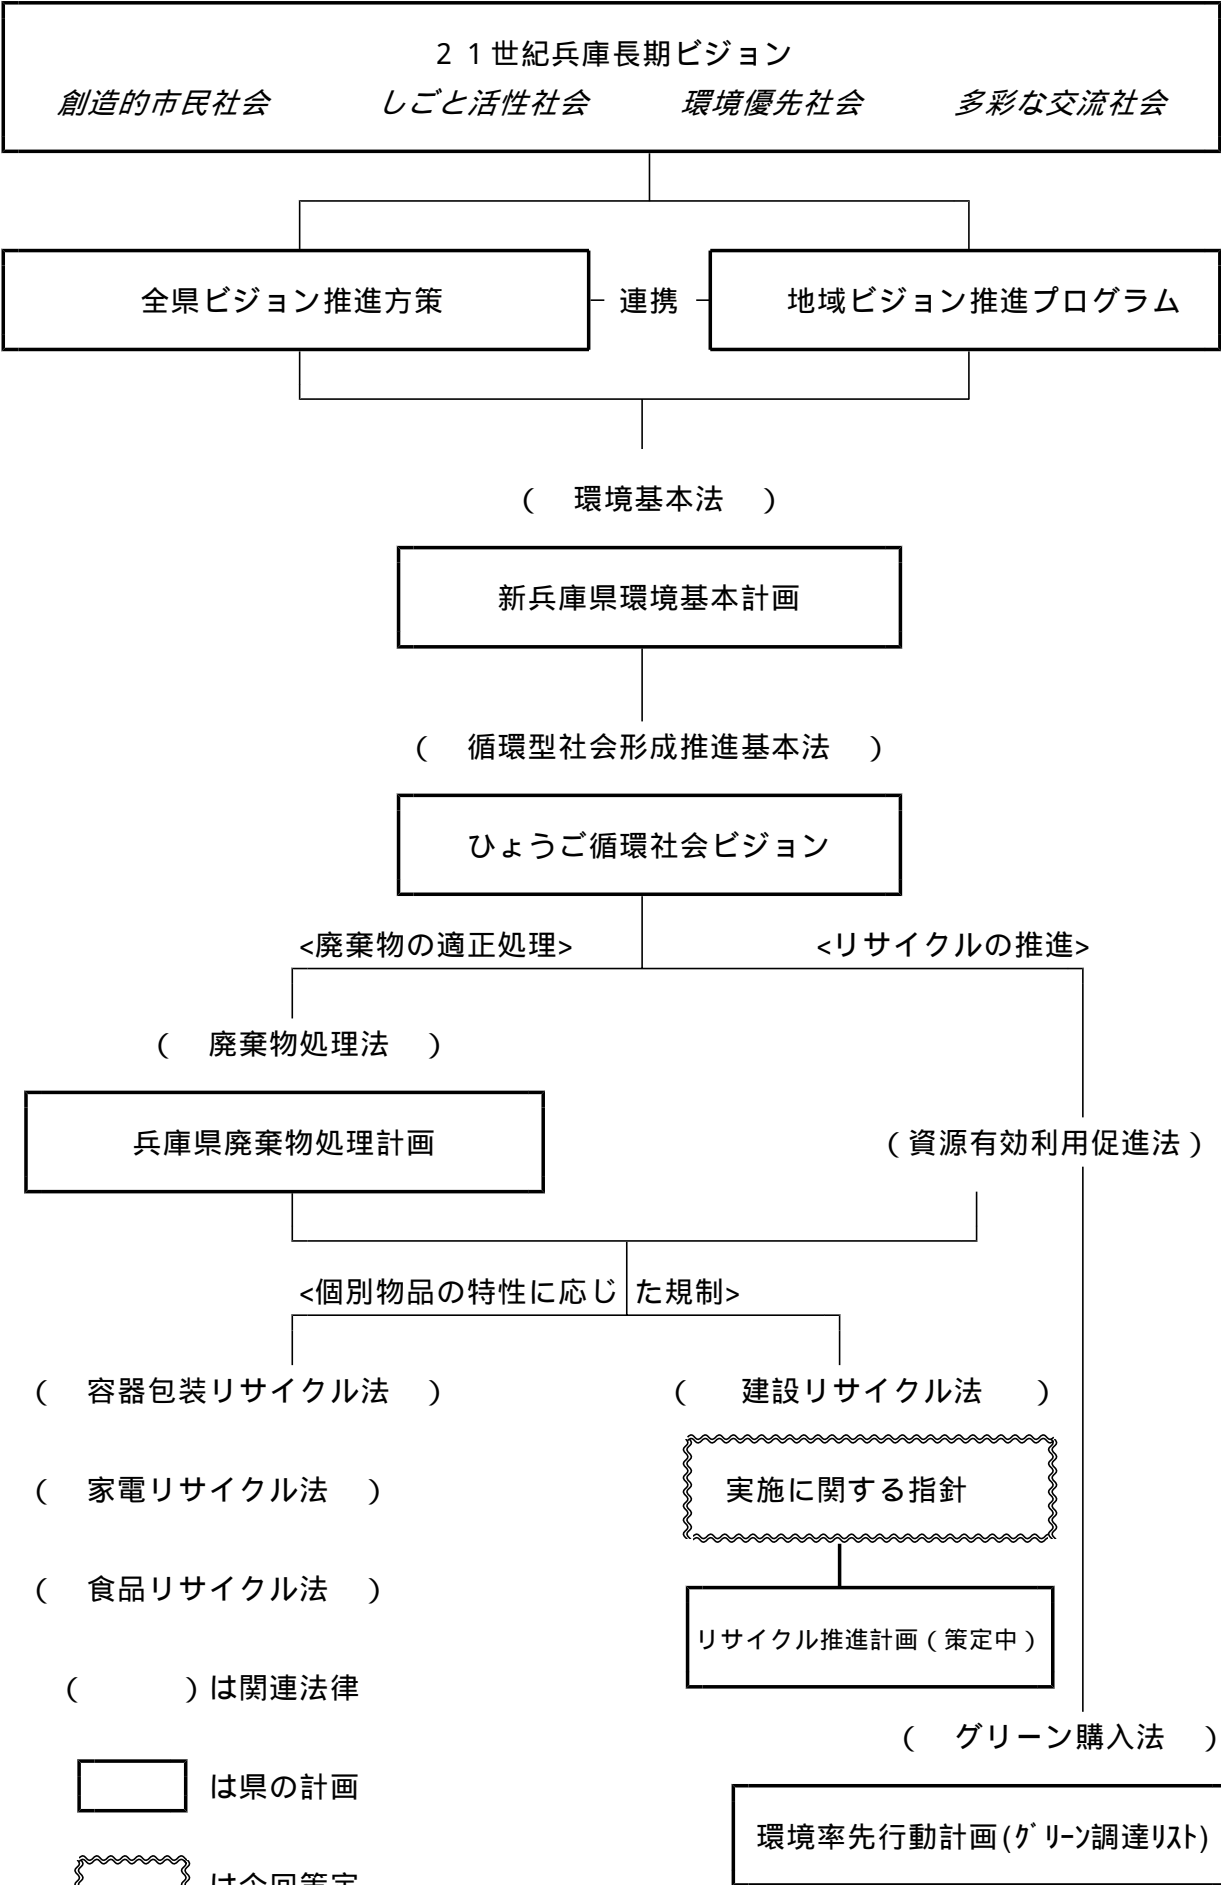 ２１世紀兵庫長期ビジョン
創造的市民社会　しごと活性社会　環境優先社会　多彩な交流社会
全県ビジョン推進方策　連携　地域ビジョン推進プログラム
（　環境基本法　）
新兵庫県環境基本計画
（　循環型社会形成推進基本法　）
ひょうご循環社会ビジョン
<廃棄物の適正処理>　<リサイクルの推進>
（　廃棄物処理法　）
兵庫県廃棄物処理計画　（資源有効利用促進法）
<個別物品の特性に応じた規制>
（　容器包装リサイクル法　）　（　建設リサイクル法　）
（　家電リサイクル法　）　実施に関する指針
（　食品リサイクル法　）
リサイクル推進計画（策定中）
（　　　）は関連法律
（　グリーン購入法　）
は県の計画
環境率先行動計画(ｸﾞﾘｰﾝ調達ﾘｽﾄ)
は今回策定